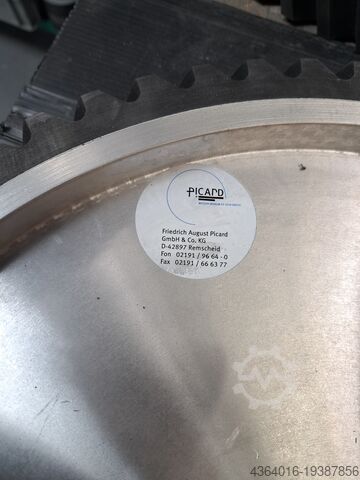 PICARD
Friedrich August Picard
GmbH & Co. KG
D-42897 Remscheid
Fon 02191 / 96 64 - 0
Fax 02191 / 66 63 77
4364016-19387856